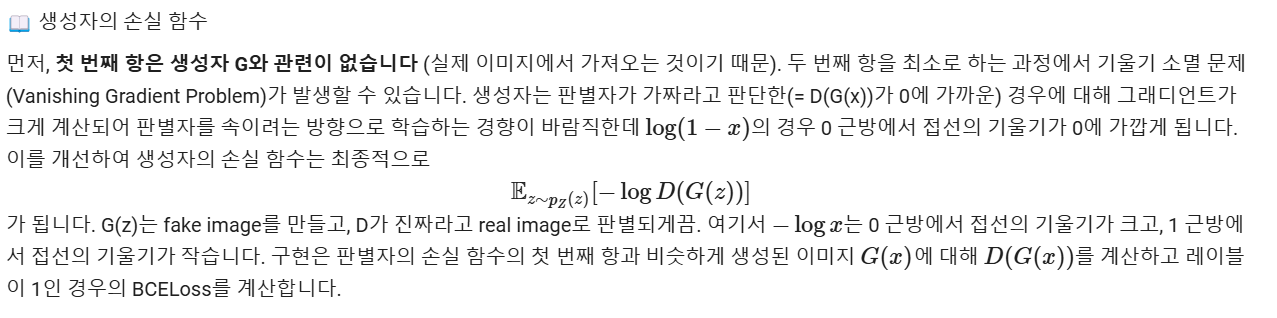 📖 생성자의 손실 함수
먼저, 첫 번째 항은 생성자 G와 관련이 없습니다 (실제 이미지에서 가져오는 것이기 때문). 두 번째 항을 최소로 하는 과정에서 기울기 소멸 문제
(Vanishing Gradient Problem)가 발생할 수 있습니다. 생성자는 판별자가 가짜라고 판단한(= D(G(x))가 0에 가까운) 경우에 대해 그래디언트가
크게 계산되어 판별자를 속이려는 방향으로 학습하는 경향이 바람직한데 log(1 − x)의 경우 0 근방에서 접선의 기울기가 0에 가깝게 됩니다.
이를 개선하여 생성자의 손실 함수는 최종적으로
𝔼_{z∼p_Z(z)}[− log D(G(z))]
가 됩니다. G(z)는 fake image를 만들고, D가 진짜라고 real image로 판별되게끔. 여기서 − log x는 0 근방에서 접선의 기울기가 크고, 1 근방에
서 접선의 기울기가 작습니다. 구현은 판별자의 손실 함수의 첫 번째 항과 비슷하게 생성된 이미지 G(x)에 대해 D(G(x))를 계산하고 레이블
이 1인 경우의 BCELoss를 계산합니다.